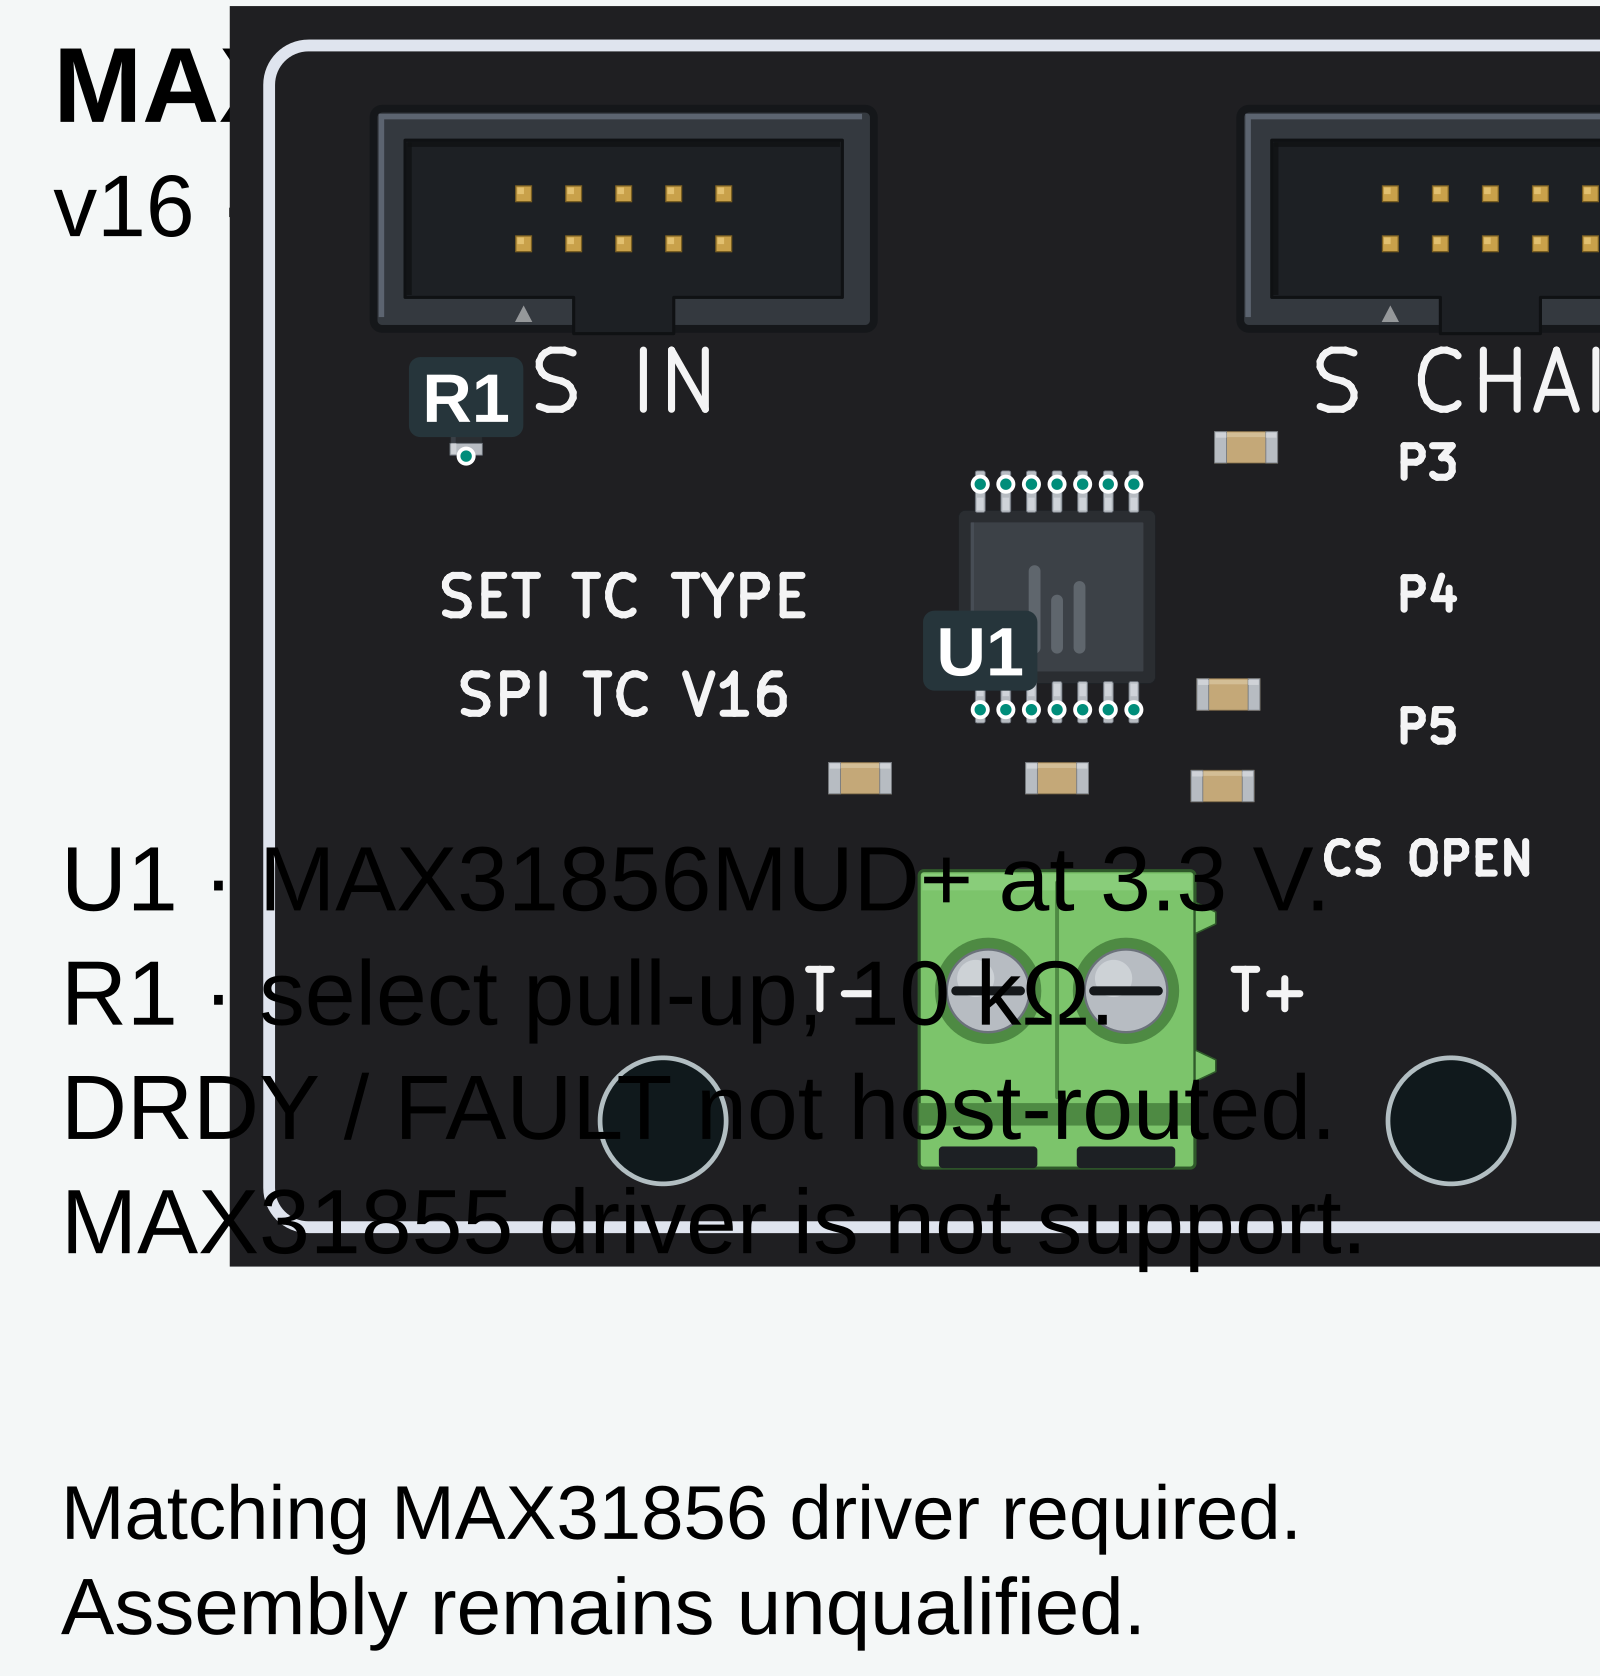 v16
S IN
S CHAI
R1
P3
SET TC TYPE
P4
U1
SPI TC V16
P5
CS OPEN
U1 · MAX31856MUD+ at 3.3 V.
T-
T+
R1 · select pull-up, 10 kΩ.
DRDY / FAULT not host-routed.
MAX31855 driver is not support.
Matching MAX31856 driver required.
Assembly remains unqualified.